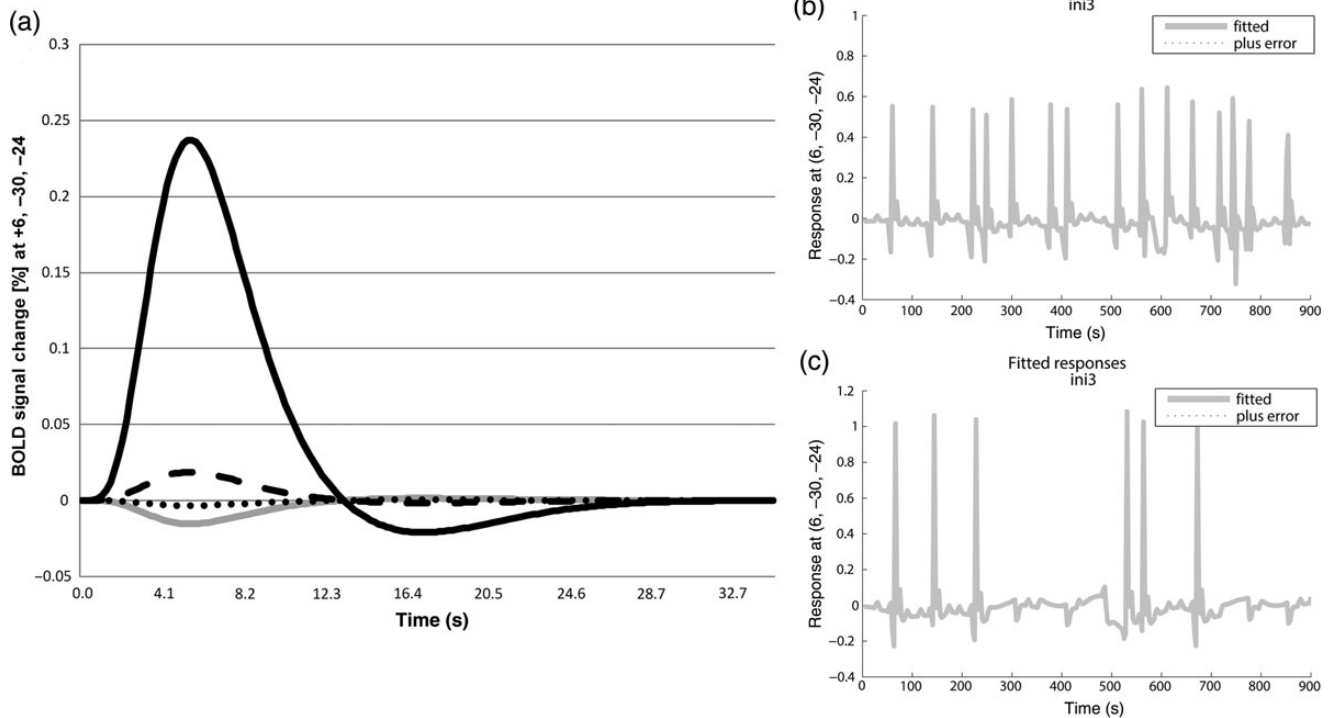 (a)
BOLD signal change [%] at +6, −30, −24
0.3
0.25
0.2
0.15
0.1
0.05
0
−0.05
0.0 4.1 8.2 12.3 16.4 20.5 24.6 28.7 32.7
Time (s)
(b)
ini3
fitted
plus error
Response at (6, −30, −24)
1
0.8
0.6
0.4
0.2
0
−0.2
−0.4
0 100 200 300 400 500 600 700 800 900
Time (s)
(c)
Fitted responses
ini3
fitted
plus error
Response at (6, −30, −24)
1.2
1
0.8
0.6
0.4
0.2
0
−0.2
−0.4
0 100 200 300 400 500 600 700 800 900
Time (s)